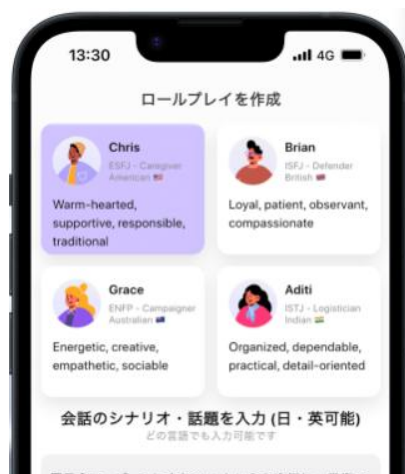 13:30
4G
ロールプレイを作成
Chris
ESFJ - Caregiver
American
Warm-hearted,
supportive, responsible,
traditional
Brian
ISFJ - Defender
British
Loyal, patient, observant,
compassionate
Grace
ENFP - Campaigner
Australian
Energetic, creative,
empathetic, sociable
Aditi
ISTJ - Logistician
Indian
Organized, dependable,
practical, detail-oriented
会話のシナリオ・話題を入力 (日・英可能)
どの言語でも入力可能です